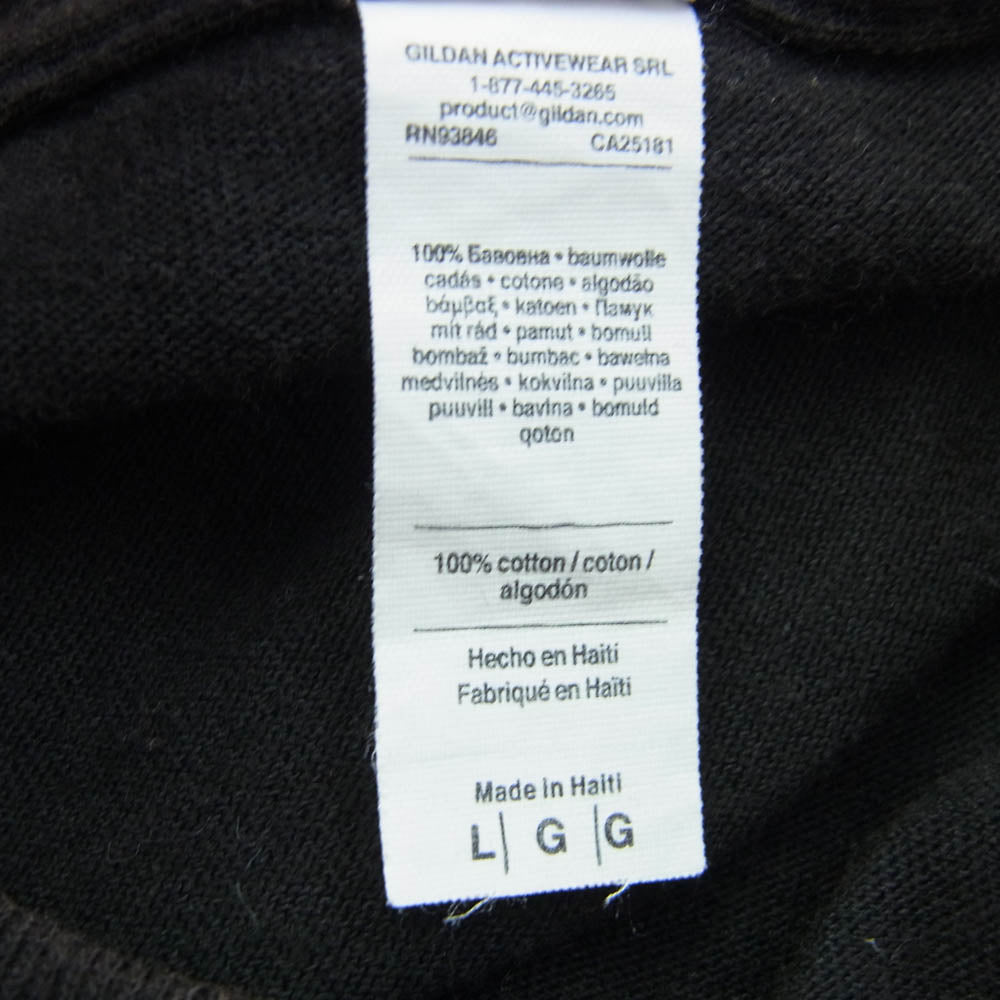 GILDAN ACTIVEWEAR SRL
1-877-445-3265
product@gildan.com
RN93846 CA25181
100% Бавовна • baumwolle
cadás • cotone • algodão
bάμβαξ • katoen • Памук
mít rád • pamut • bomull
bombaž • bumbac • bawełna
medvilnės • kokvilna • puuvilla
puuvill • bavlna • bomuld
qoton
100% cotton / coton /
algodón
Hecho en Haití
Fabriqué en Haïti
Made in Haiti
L | G | G